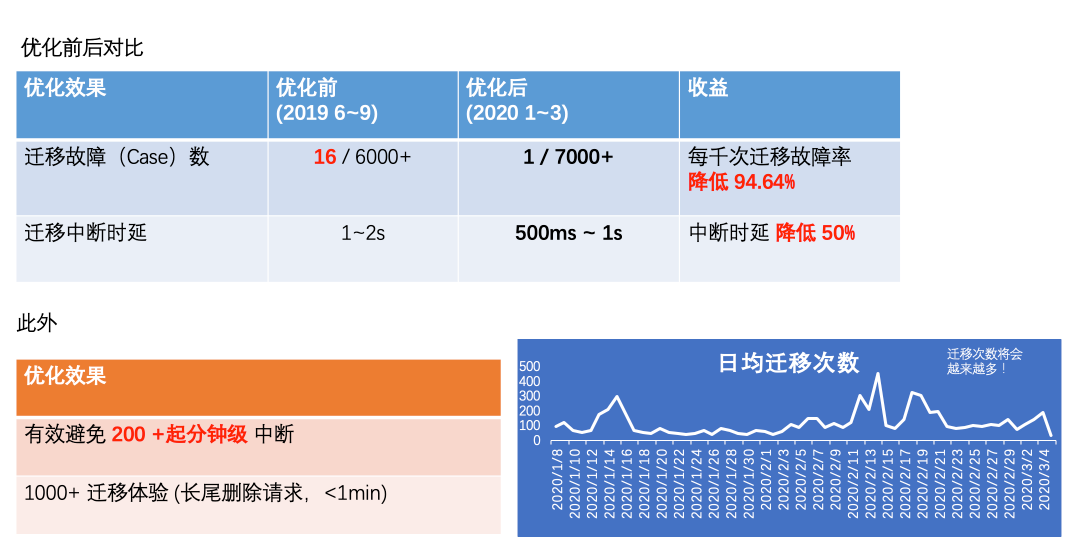 优化前后对比
优化效果
优化前
(2019 6~9)
优化后
(2020 1~3)
收益
迁移故障（Case）数
16 / 6000+
1 / 7000+
每千次迁移故障率
降低 94.64%
迁移中断时延
1~2s
500ms ~ 1s
中断时延 降低 50%
此外
优化效果
有效避免 200 +起分钟级 中断
1000+ 迁移体验 (长尾删除请求，<1min)
日均迁移次数
迁移次数将会
越来越多！
500
400
300
200
100
0
2020/1/8
2020/1/10
2020/1/12
2020/1/14
2020/1/16
2020/1/18
2020/1/20
2020/1/22
2020/1/24
2020/1/26
2020/1/28
2020/1/30
2020/2/1
2020/2/3
2020/2/5
2020/2/7
2020/2/9
2020/2/11
2020/2/13
2020/2/15
2020/2/17
2020/2/19
2020/2/21
2020/2/23
2020/2/25
2020/2/27
2020/2/29
2020/3/2
2020/3/4